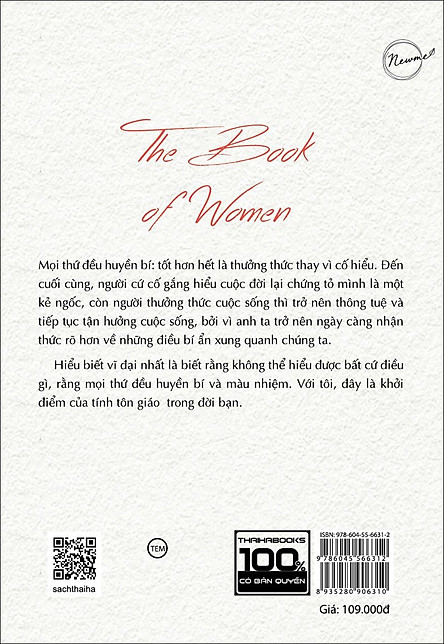 Newme
The Book
of Women
Mọi thứ đều huyền bí: tốt hơn hết là thưởng thức thay vì cố hiểu. Đến
cuối cùng, người cứ cố gắng hiểu cuộc đời lại chứng tỏ mình là một
kẻ ngốc, còn người thưởng thức cuộc sống thì trở nên thông tuệ và
tiếp tục tận hưởng cuộc sống, bởi vì anh ta trở nên ngày càng nhận
thức rõ hơn về những điều bí ẩn xung quanh chúng ta.
Hiểu biết vĩ đại nhất là biết rằng không thể hiểu được bất cứ điều
gì, rằng mọi thứ đều huyền bí và màu nhiệm. Với tôi, đây là khởi
điểm của tính tôn giáo trong đời bạn.
sachthaiha
TEM
THAIHABOOKS
100%
CÓ BẢN QUYỀN
ISBN: 978-604-55-6631-2
9 786045 566312
8 935280 906310
Giá: 109.000đ